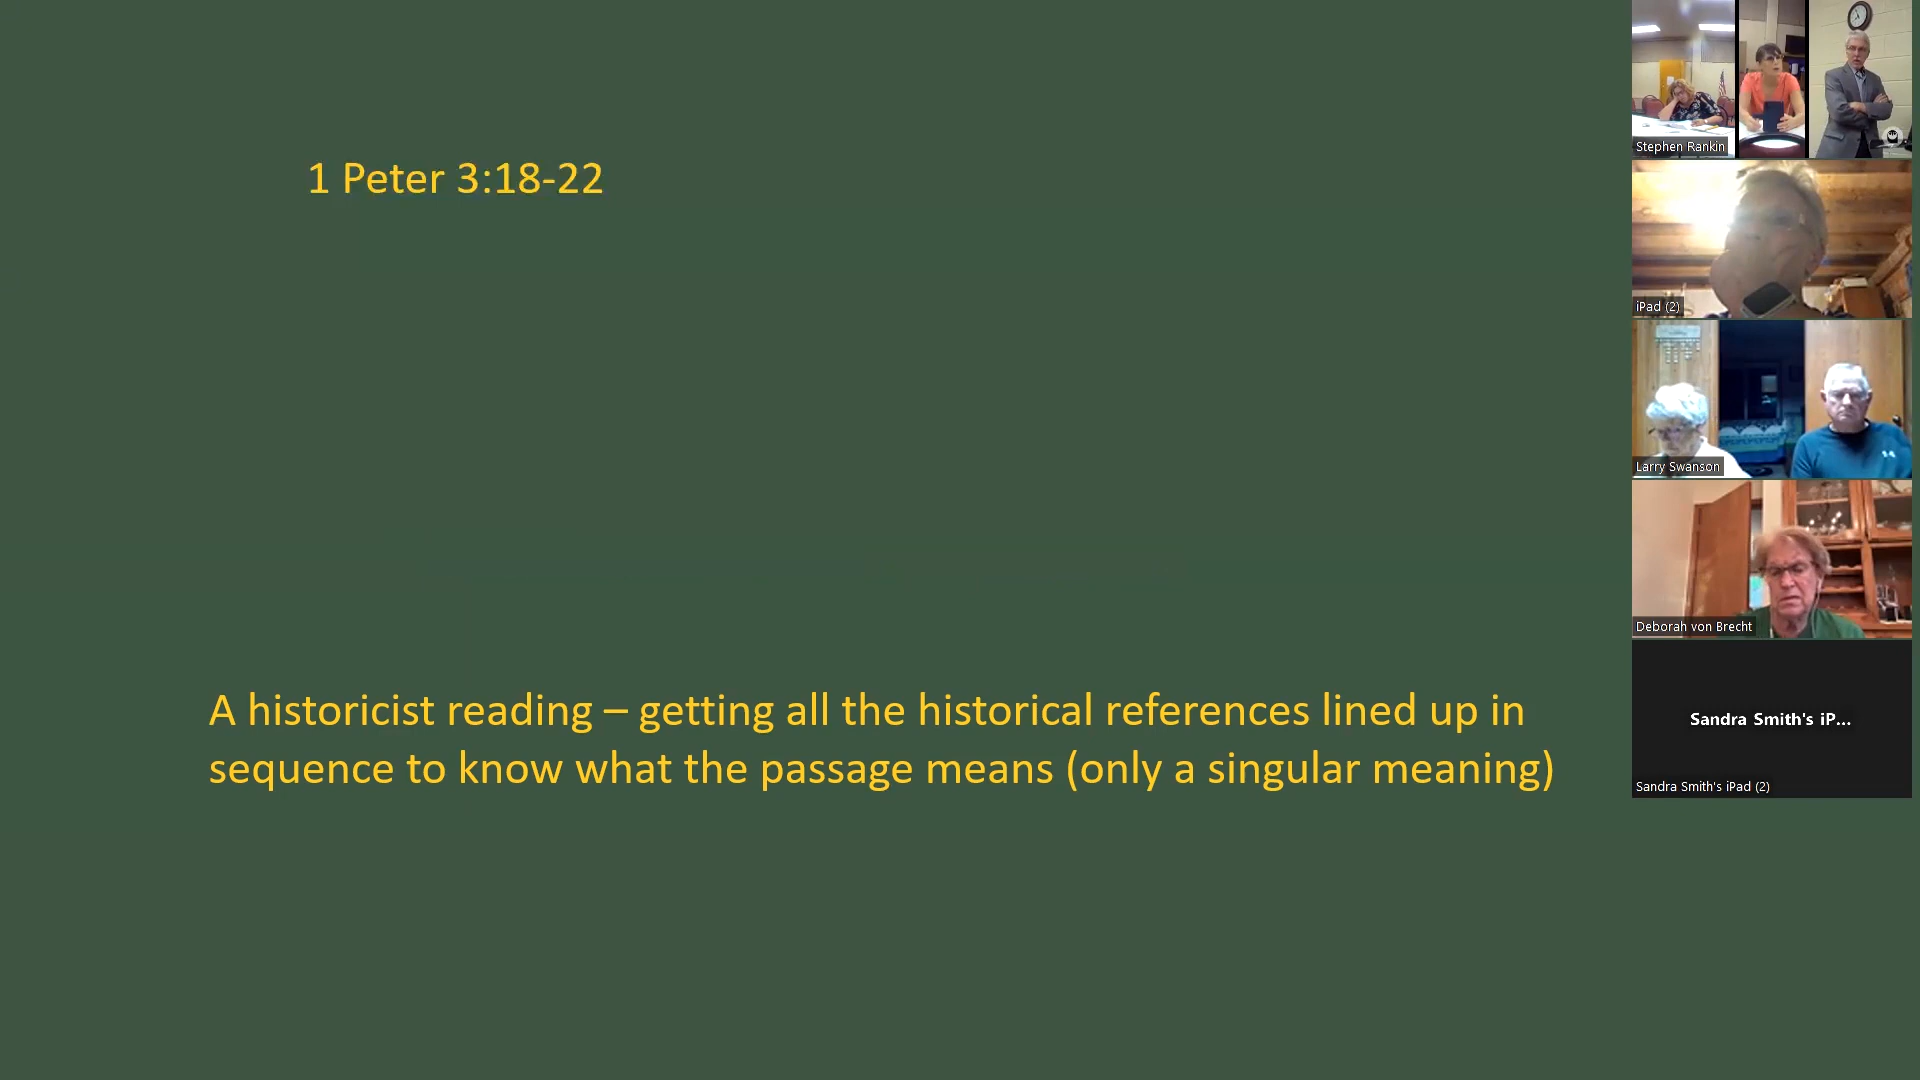 1 Peter 3:18-22
A historicist reading – getting all the historical references lined up in
sequence to know what the passage means (only a singular meaning)
Stephen Rankin
iPad (2)
Larry Swanson
Deborah von Brecht
Sandra Smith's iP...
Sandra Smith's iPad (2)